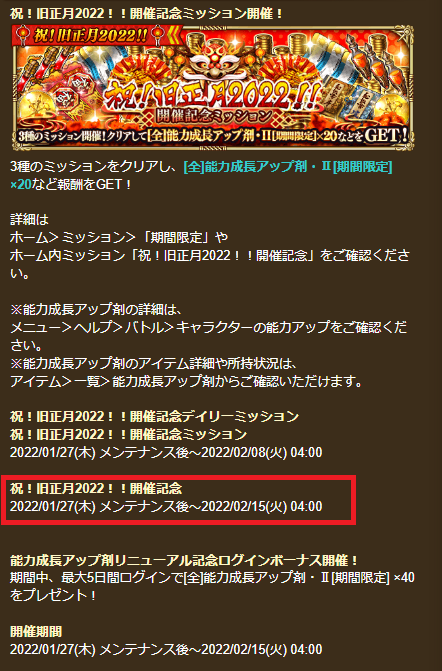 祝！旧正月2022！！開催記念ミッション開催！
祝！旧正月2022!!
祝！旧正月2022!!
開催記念ミッション
3種のミッション開催！クリアして[全]能力成長アップ剤・Ⅱ[期間限定]×20などをGET！
3種のミッションをクリアし、[全]能力成長アップ剤・Ⅱ[期間限定]
×20など報酬をGET！
詳細は
ホーム＞ミッション＞「期間限定」や
ホーム内ミッション「祝！旧正月2022！！開催記念」をご確認くださ
い。
※能力成長アップ剤の詳細は、
メニュー＞ヘルプ＞バトル＞キャラクターの能力アップをご確認くだ
さい。
※能力成長アップ剤のアイテム詳細や所持状況は、
アイテム＞一覧＞能力成長アップ剤からご確認いただけます。
祝！旧正月2022！！開催記念デイリーミッション
祝！旧正月2022！！開催記念ミッション
2022/01/27(木) メンテナンス後～2022/02/08(火) 04:00
祝！旧正月2022！！開催記念
2022/01/27(木) メンテナンス後～2022/02/15(火) 04:00
能力成長アップ剤リニューアル記念ログインボーナス開催！
期間中、最大5日間ログインで[全]能力成長アップ剤・Ⅱ[期間限定] ×40
をプレゼント！
開催期間
2022/01/27(木) メンテナンス後～2022/02/15(火) 04:00